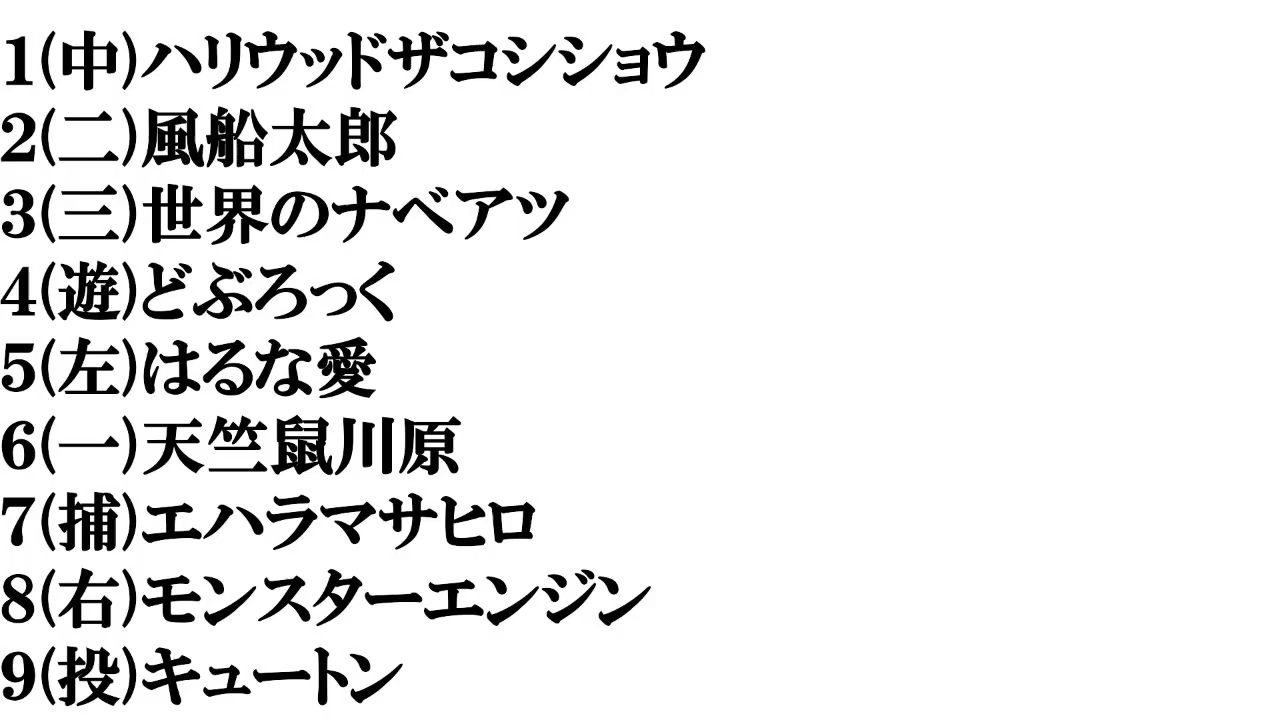 1(中)ハリウッドザコシショウ
2(二)風船太郎
3(三)世界のナベアツ
4(遊)どぶろっく
5(左)はるな愛
6(一)天竺鼠川原
7(捕)エハラマサヒロ
8(右)モンスターエンジン
9(投)キュートン